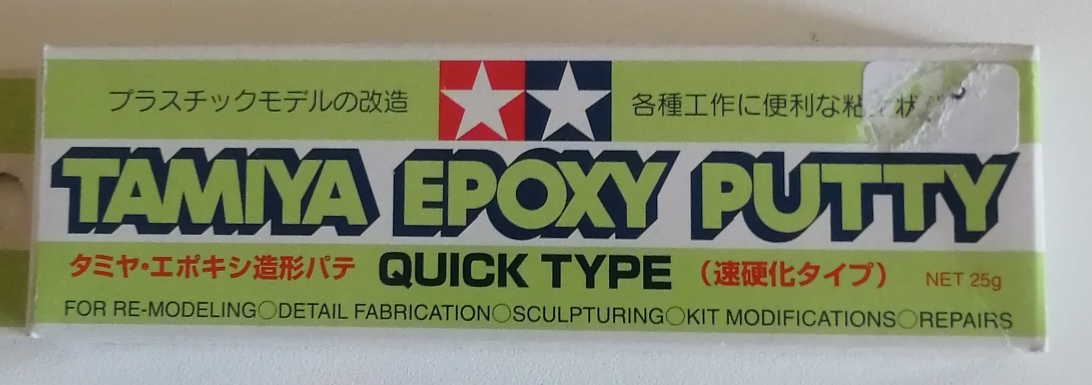 プラスチックモデルの改造
各種工作に便利な粘
TAMIYA EPOXY PUTTY
タミヤ・エポキシ造形パテ QUICK TYPE (速硬化タイプ) NET 25g
FOR RE-MODELING○DETAIL FABRICATION○SCULPTURING○KIT MODIFICATIONS○REPAIRS